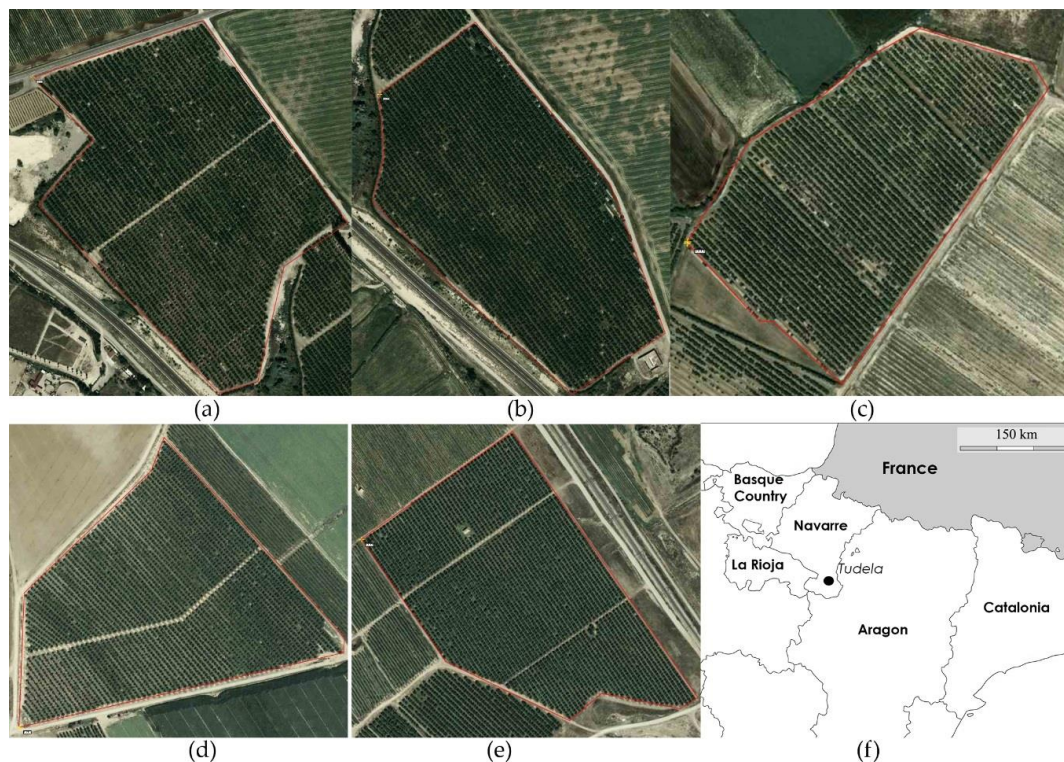 (a)
(b)
(c)
150 km
France
Basque
Country
Navarre
La Rioja
Tudela
Catalonia
Aragon
(d)
(e)
(f)